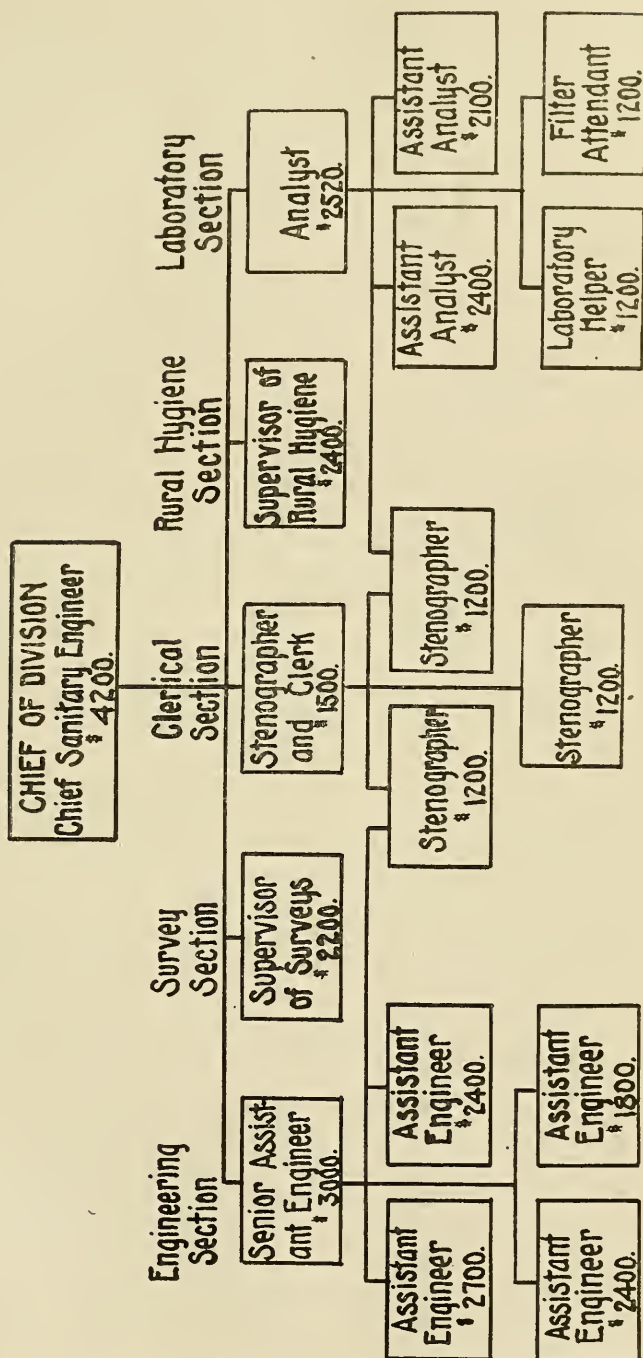 CHIEF OF DIVISION
Chief Sanitary Engineer
$ 4200.
Engineering
Section
Survey
Section
Clerical
Section
Rural Hygiene
Section
Laboratory
Section
Senior Assist-
ant Engineer
$ 3000.
Supervisor
of Surveys
$ 2200.
Stenographer
and Clerk
$ 1500.
Supervisor of
Rural Hygiene
$ 2400.
Analyst
$ 2520.
Assistant
Engineer
$ 2700.
Assistant
Engineer
$ 2400.
Stenographer
$ 1200.
Stenographer
$ 1200.
Assistant
Analyst
$ 2400.
Assistant
Analyst
$ 2100.
Assistant
Engineer
$ 2400.
Assistant
Engineer
$ 1800.
Stenographer
$ 1200.
Laboratory
Helper
$ 1200.
Filter
Attendant
$ 1200.